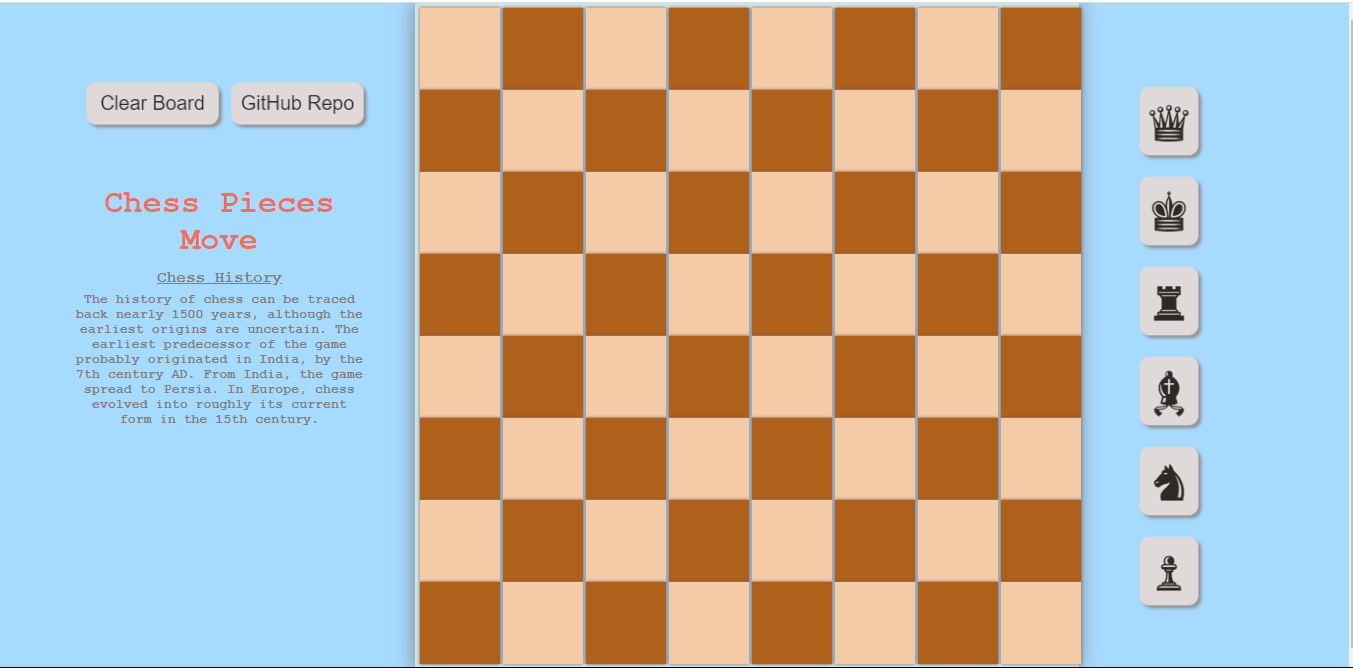 Clear Board
GitHub Repo
Chess Pieces
Move
Chess History
The history of chess can be traced
back nearly 1500 years, although the
earliest origins are uncertain. The
earliest predecessor of the game
probably originated in India, by the
7th century AD. From India, the game
spread to Persia. In Europe, chess
evolved into roughly its current
form in the 15th century.